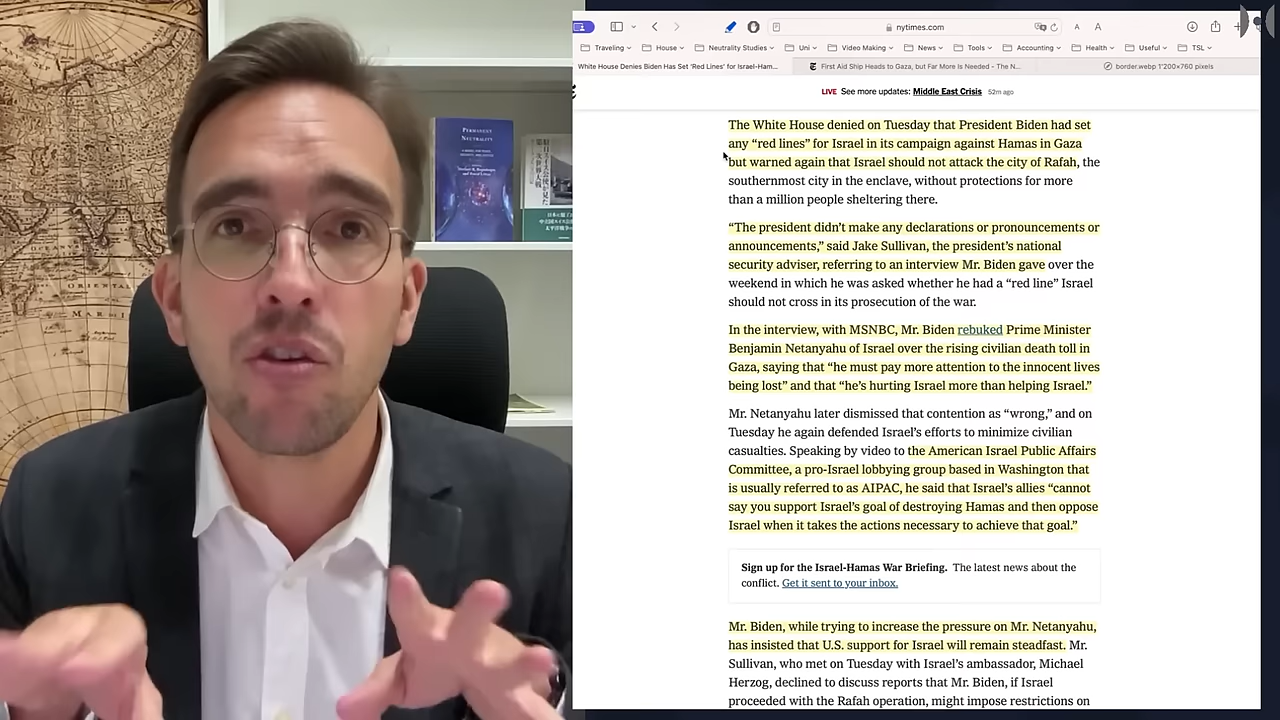 PERMANENT
NEUTRALITY
ORIENTAL
nytimes.com
A A
Traveling House Neutrality Studies Uni Video Making News Tools Accounting Health Useful TSL
White House Denies Biden Has Set 'Red Lines' for Israel-Ham... First Aid Ship Heads to Gaza, but Far More Is Needed - The N... border.webp 1'200×760 pixels
LIVE See more updates: Middle East Crisis 52m ago
The White House denied on Tuesday that President Biden had set
any “red lines” for Israel in its campaign against Hamas in Gaza
but warned again that Israel should not attack the city of Rafah, the
southernmost city in the enclave, without protections for more
than a million people sheltering there.
“The president didn’t make any declarations or pronouncements or
announcements,” said Jake Sullivan, the president’s national
security adviser, referring to an interview Mr. Biden gave over the
weekend in which he was asked whether he had a “red line” Israel
should not cross in its prosecution of the war.
In the interview, with MSNBC, Mr. Biden rebuked Prime Minister
Benjamin Netanyahu of Israel over the rising civilian death toll in
Gaza, saying that “he must pay more attention to the innocent lives
being lost” and that “he’s hurting Israel more than helping Israel.”
Mr. Netanyahu later dismissed that contention as “wrong,” and on
Tuesday he again defended Israel’s efforts to minimize civilian
casualties. Speaking by video to the American Israel Public Affairs
Committee, a pro-Israel lobbying group based in Washington that
is usually referred to as AIPAC, he said that Israel’s allies “cannot
say you support Israel’s goal of destroying Hamas and then oppose
Israel when it takes the actions necessary to achieve that goal.”
Sign up for the Israel-Hamas War Briefing. The latest news about the
conflict. Get it sent to your inbox.
Mr. Biden, while trying to increase the pressure on Mr. Netanyahu,
has insisted that U.S. support for Israel will remain steadfast. Mr.
Sullivan, who met on Tuesday with Israel’s ambassador, Michael
Herzog, declined to discuss reports that Mr. Biden, if Israel
proceeded with the Rafah operation, might impose restrictions on